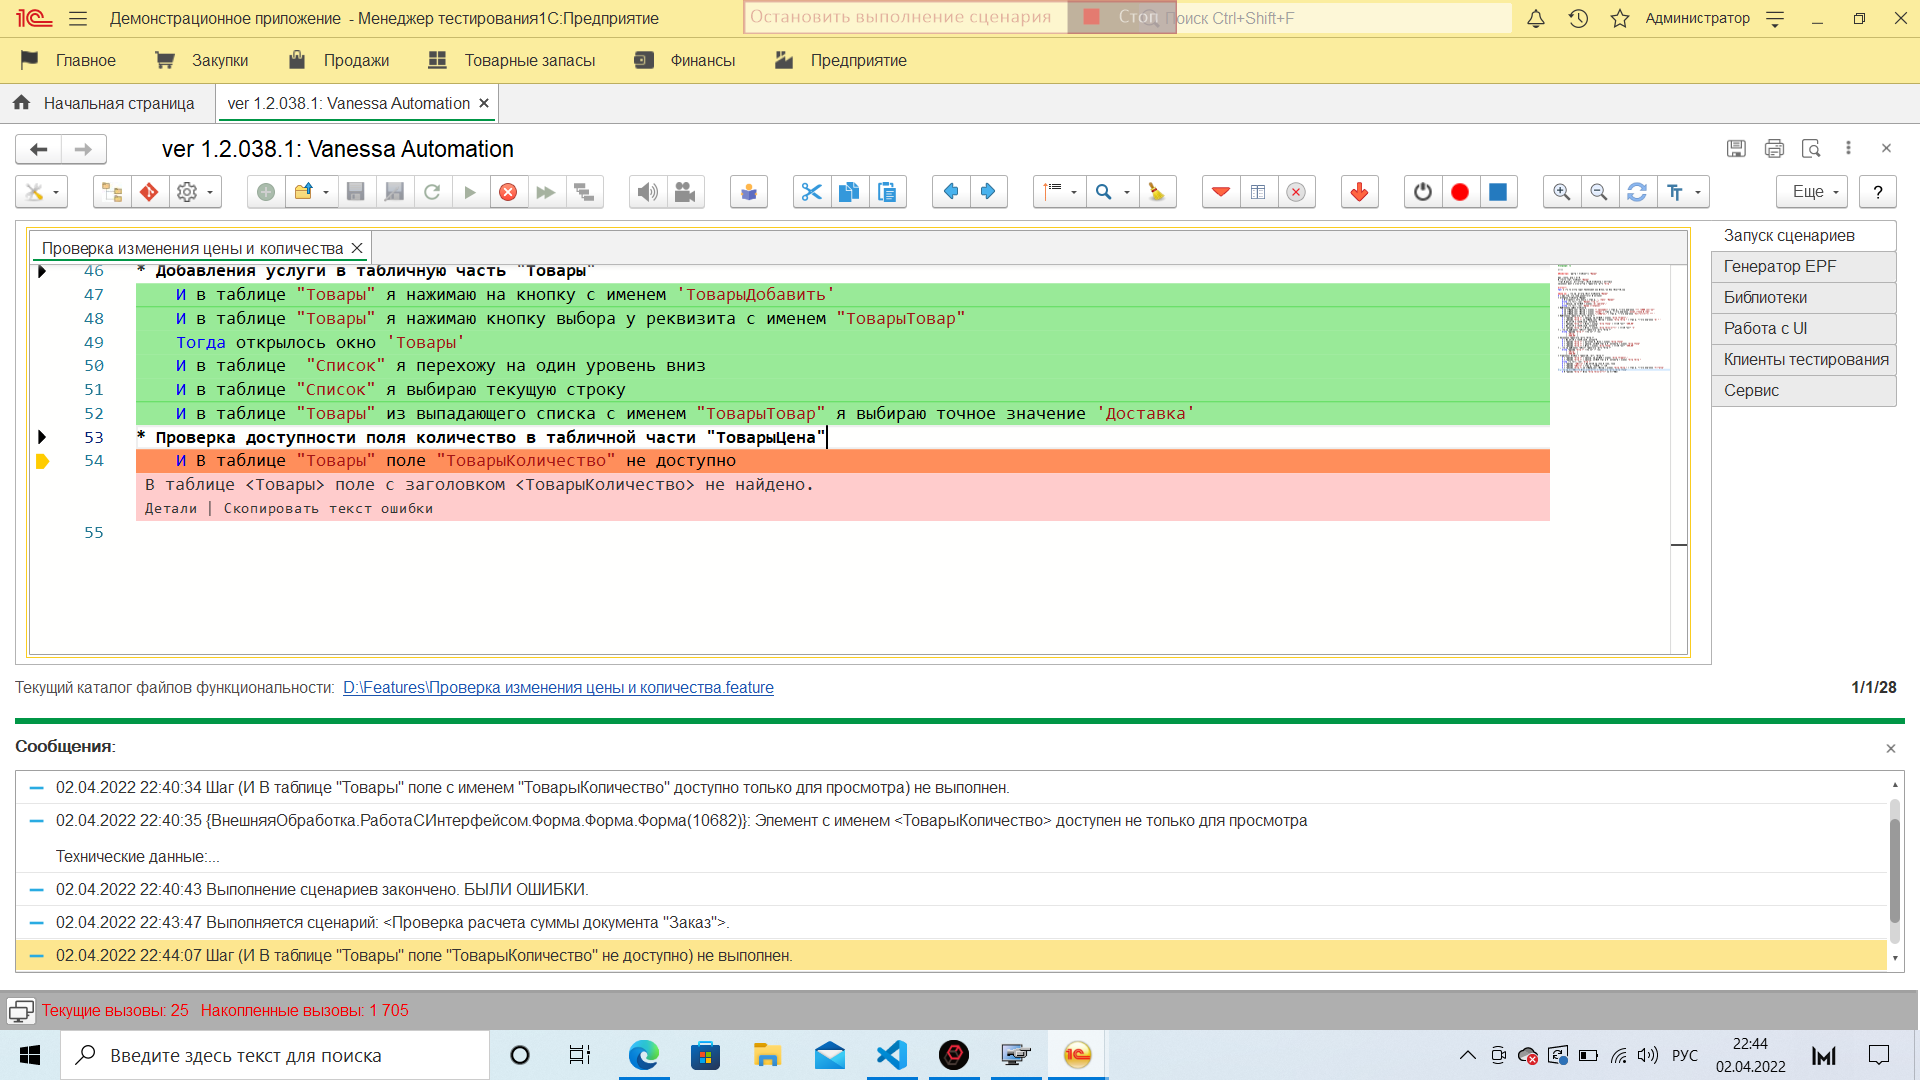 Демонстрационное приложение - Менеджер тестирования1С:Предприятие
Остановить выполнение сценария
Стоп
Поиск Ctrl+Shift+F
Администратор
Главное
Закупки
Продажи
Товарные запасы
Финансы
Предприятие
Начальная страница
ver 1.2.038.1: Vanessa Automation
ver 1.2.038.1: Vanessa Automation
Еще
?
Проверка изменения цены и количества
46 * Добавления услуги в табличную часть "Товары"
47 И в таблице "Товары" я нажимаю на кнопку с именем 'ТоварыДобавить'
48 И в таблице "Товары" я нажимаю кнопку выбора у реквизита с именем "ТоварыТовар"
49 Тогда открылось окно 'Товары'
50 И в таблице  "Список" я перехожу на один уровень вниз
51 И в таблице "Список" я выбираю текущую строку
52 И в таблице "Товары" из выпадающего списка с именем "ТоварыТовар" я выбираю точное значение 'Доставка'
53 * Проверка доступности поля количество в табличной части "ТоварыЦена"
54 И В таблице "Товары" поле "ТоварыКоличество" не доступно
В таблице <Товары> поле с заголовком <ТоварыКоличество> не найдено.
Детали | Скопировать текст ошибки
55
Запуск сценариев
Генератор EPF
Библиотеки
Работа с UI
Клиенты тестирования
Сервис
Текущий каталог файлов функциональности: D:\Features\Проверка изменения цены и количества.feature
1/1/28
Сообщения:
02.04.2022 22:40:34 Шаг (И В таблице "Товары" поле с именем "ТоварыКоличество" доступно только для просмотра) не выполнен.
02.04.2022 22:40:35 {ВнешняяОбработка.РаботаСИнтерфейсом.Форма.Форма.Форма(10682)}: Элемент с именем <ТоварыКоличество> доступен не только для просмотра
Технические данные:...
02.04.2022 22:40:43 Выполнение сценариев закончено. БЫЛИ ОШИБКИ.
02.04.2022 22:43:47 Выполняется сценарий: <Проверка расчета суммы документа "Заказ">.
02.04.2022 22:44:07 Шаг (И В таблице "Товары" поле "ТоварыКоличество" не доступно) не выполнен.
Текущие вызовы: 25 Накопленные вызовы: 1 705
Введите здесь текст для поиска
РУС
22:44
02.04.2022